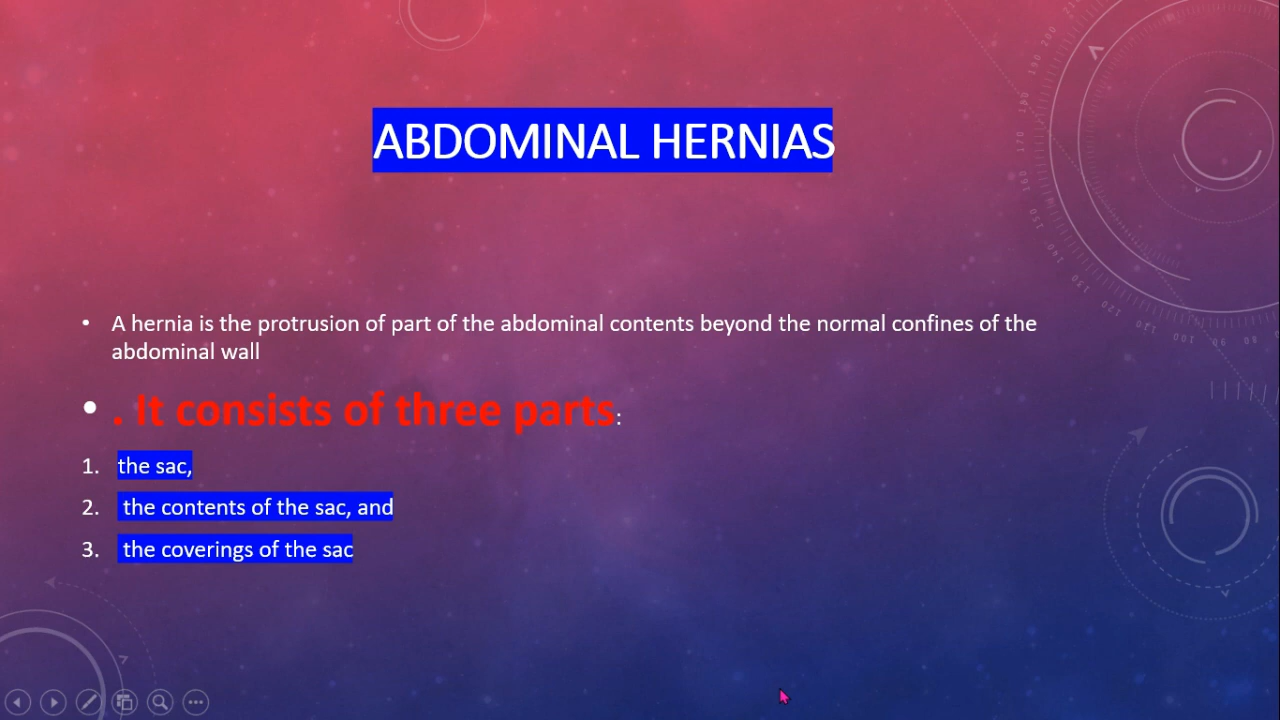 ABDOMINAL HERNIAS
• A hernia is the protrusion of part of the abdominal contents beyond the normal confines of the
abdominal wall
• . It consists of three parts:
1. the sac,
2. the contents of the sac, and
3. the coverings of the sac